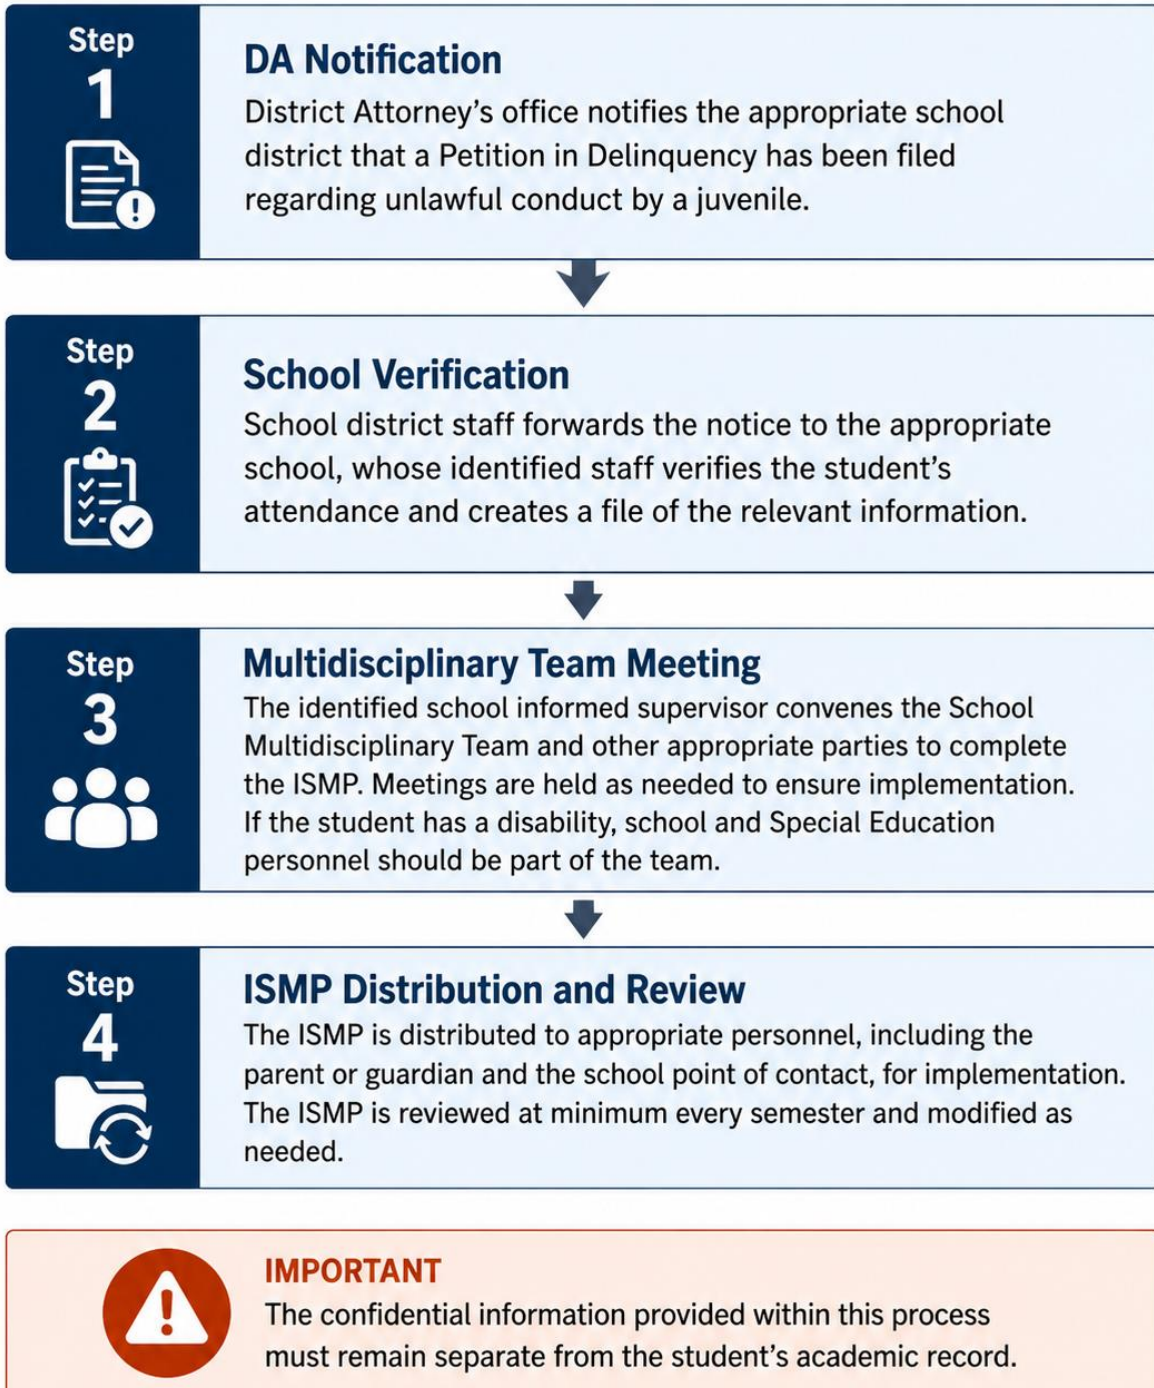 Step
1
DA Notification
District Attorney's office notifies the appropriate school
district that a Petition in Delinquency has been filed
regarding unlawful conduct by a juvenile.
Step
2
School Verification
School district staff forwards the notice to the appropriate
school, whose identified staff verifies the student's
attendance and creates a file of the relevant information.
Step
3
Multidisciplinary Team Meeting
The identified school informed supervisor convenes the School
Multidisciplinary Team and other appropriate parties to complete
the ISMP. Meetings are held as needed to ensure implementation.
If the student has a disability, school and Special Education
personnel should be part of the team.
Step
4
ISMP Distribution and Review
The ISMP is distributed to appropriate personnel, including the
parent or guardian and the school point of contact, for implementation.
The ISMP is reviewed at minimum every semester and modified as
needed.
IMPORTANT
The confidential information provided within this process
must remain separate from the student's academic record.